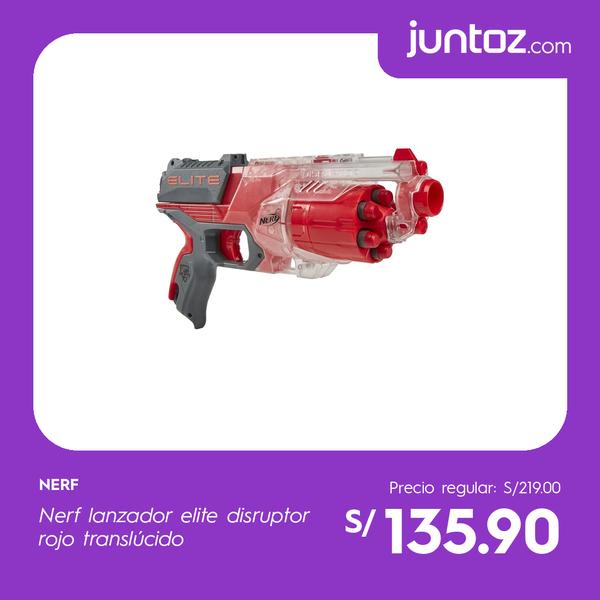 juntoz.com
ELITE
NERF
NERF
Nerf lanzador elite disruptor
rojo translúcido
Precio regular: S/219.00
S/135.90